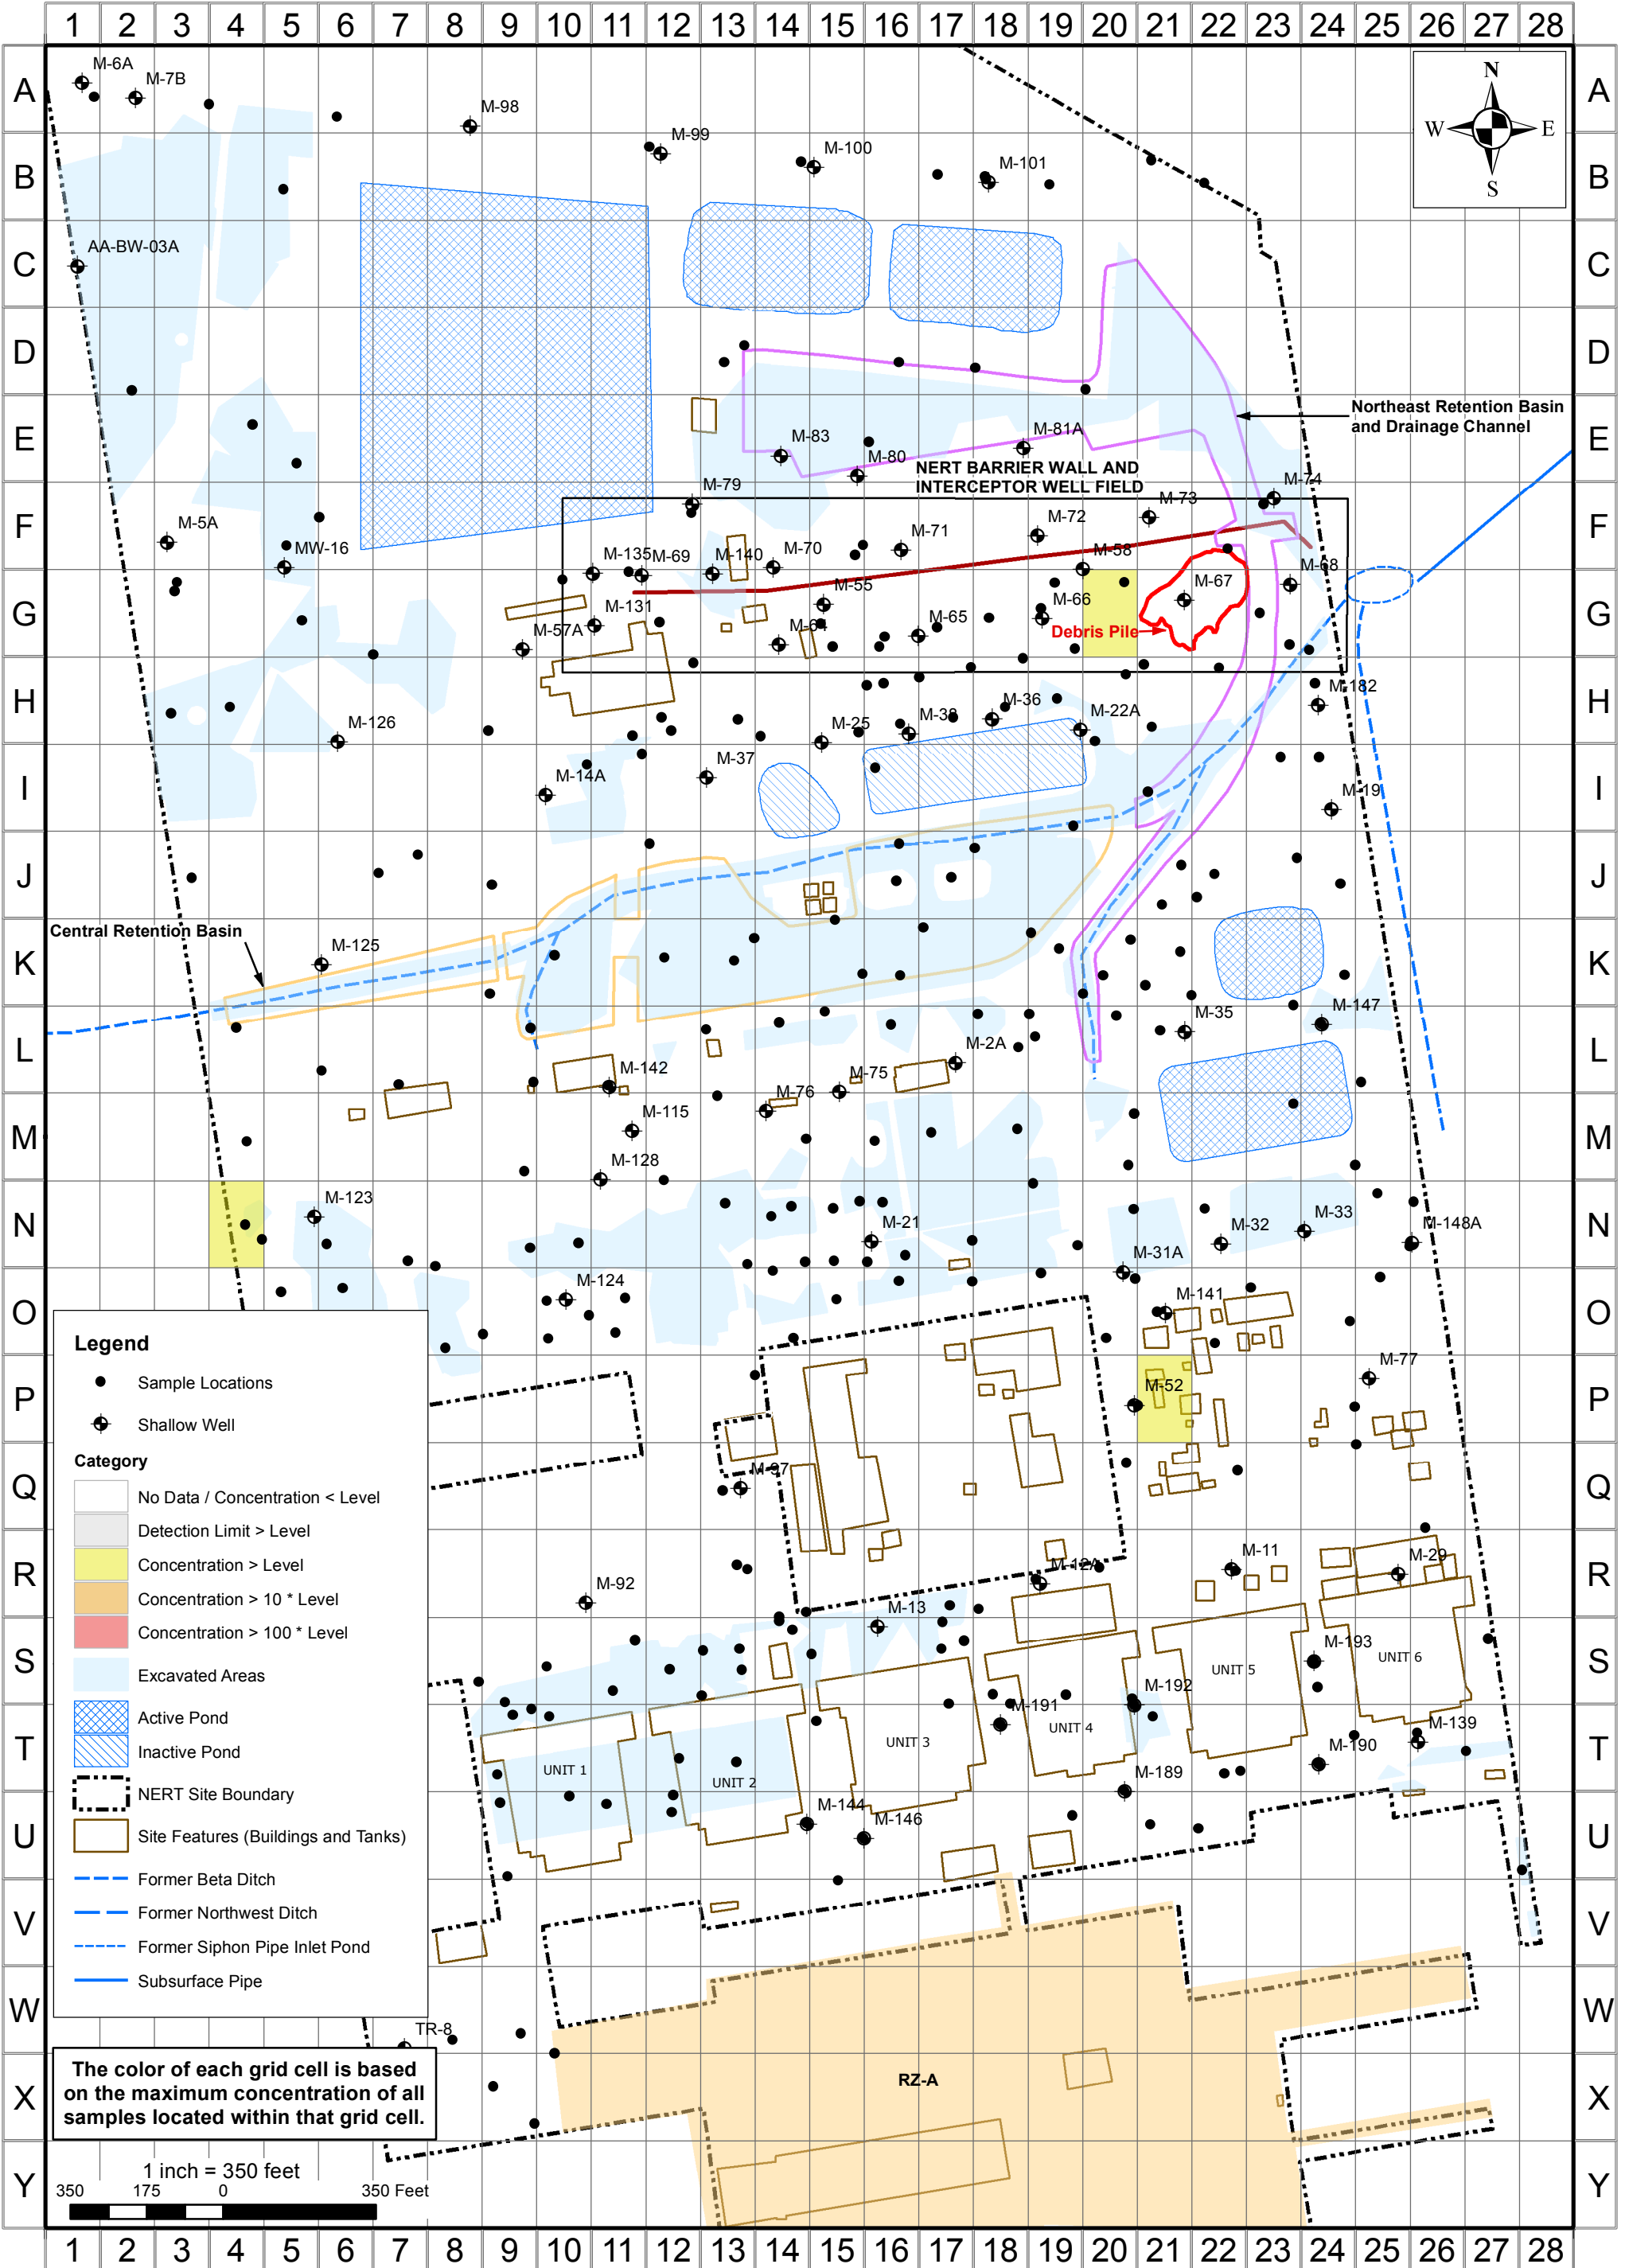 1 2 3 4 5 6 7 8 9 10 11 12 13 14 15 16 17 18 19 20 21 22 23 24 25 26 27 28
A A
B B
C C
D D
E E
F F
G G
H H
I I
J J
K K
L L
M M
N N
O O
P P
Q Q
R R
S S
T T
U U
V V
W W
X X
Y Y
N
W E
S
M-6A
M-7B
M-98
M-99
M-100
M-101
AA-BW-03A
Northeast Retention Basin
and Drainage Channel
M-83
M-81A
M-80
NERT BARRIER WALL AND
INTERCEPTOR WELL FIELD
M-79
M-74
M-73
M-5A
M-72
M-71
MW-16
M-135
M-69
M-140
M-70
M-58
M-68
M-55
M-67
M-131
M-66
M-65
M-57A
M-64
Debris Pile
M-182
M-126
M-36
M-25
M-38
M-22A
M-37
M-14A
M-19
Central Retention Basin
M-125
M-147
M-35
M-2A
M-142
M-75
M-76
M-115
M-128
M-123
M-21
M-32
M-33
M-148A
M-31A
M-124
M-141
M-77
M-52
M-97
M-12A
M-11
M-29
M-92
M-13
M-193
UNIT 6
UNIT 5
M-192
M-191
UNIT 4
UNIT 3
M-139
M-190
UNIT 1
UNIT 2
M-189
M-144
M-146
TR-8
RZ-A
Legend
Sample Locations
Shallow Well
Category
No Data / Concentration < Level
Detection Limit > Level
Concentration > Level
Concentration > 10 * Level
Concentration > 100 * Level
Excavated Areas
Active Pond
Inactive Pond
NERT Site Boundary
Site Features (Buildings and Tanks)
Former Beta Ditch
Former Northwest Ditch
Former Siphon Pipe Inlet Pond
Subsurface Pipe
The color of each grid cell is based
on the maximum concentration of all
samples located within that grid cell.
1 inch = 350 feet
350 175 0 350 Feet
1 2 3 4 5 6 7 8 9 10 11 12 13 14 15 16 17 18 19 20 21 22 23 24 25 26 27 28